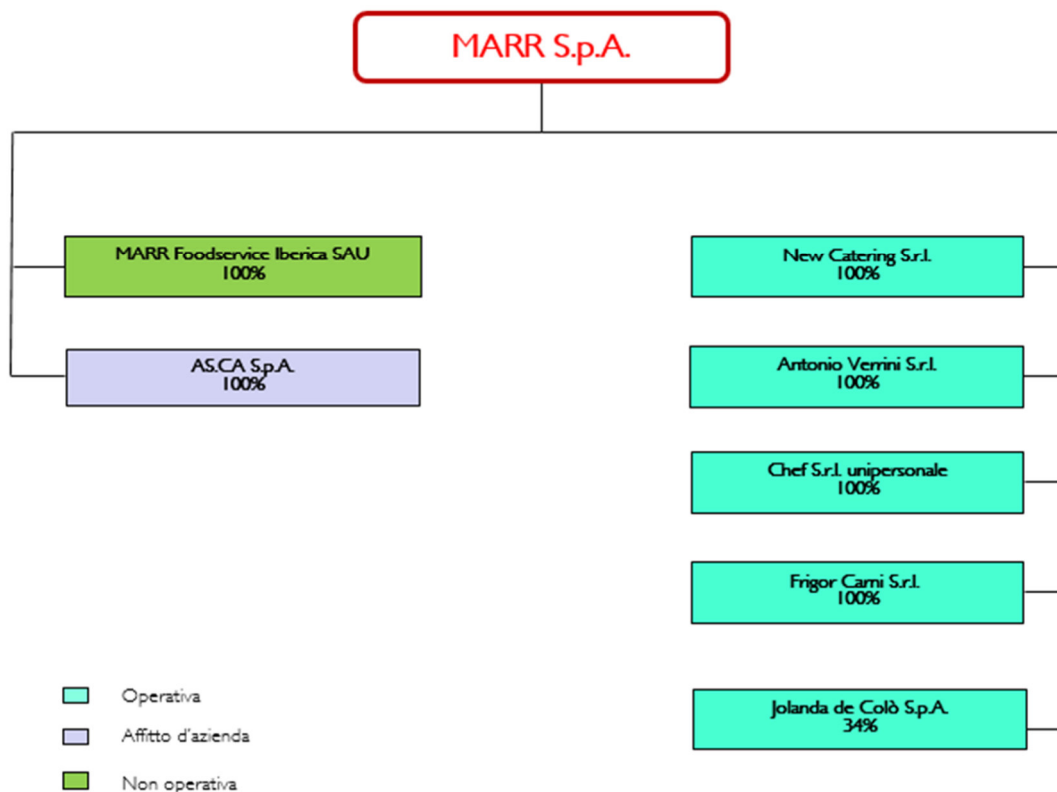 MARR S.p.A.
MARR Foodservice Iberica SAU
100%
AS.CA S.p.A.
100%
New Catering S.r.l.
100%
Antonio Verrini S.r.l.
100%
Chef S.r.l. unipersonale
100%
Frigor Carni S.r.l.
100%
Jolanda de Colò S.p.A.
34%
Operativa
Affitto d'azienda
Non operativa